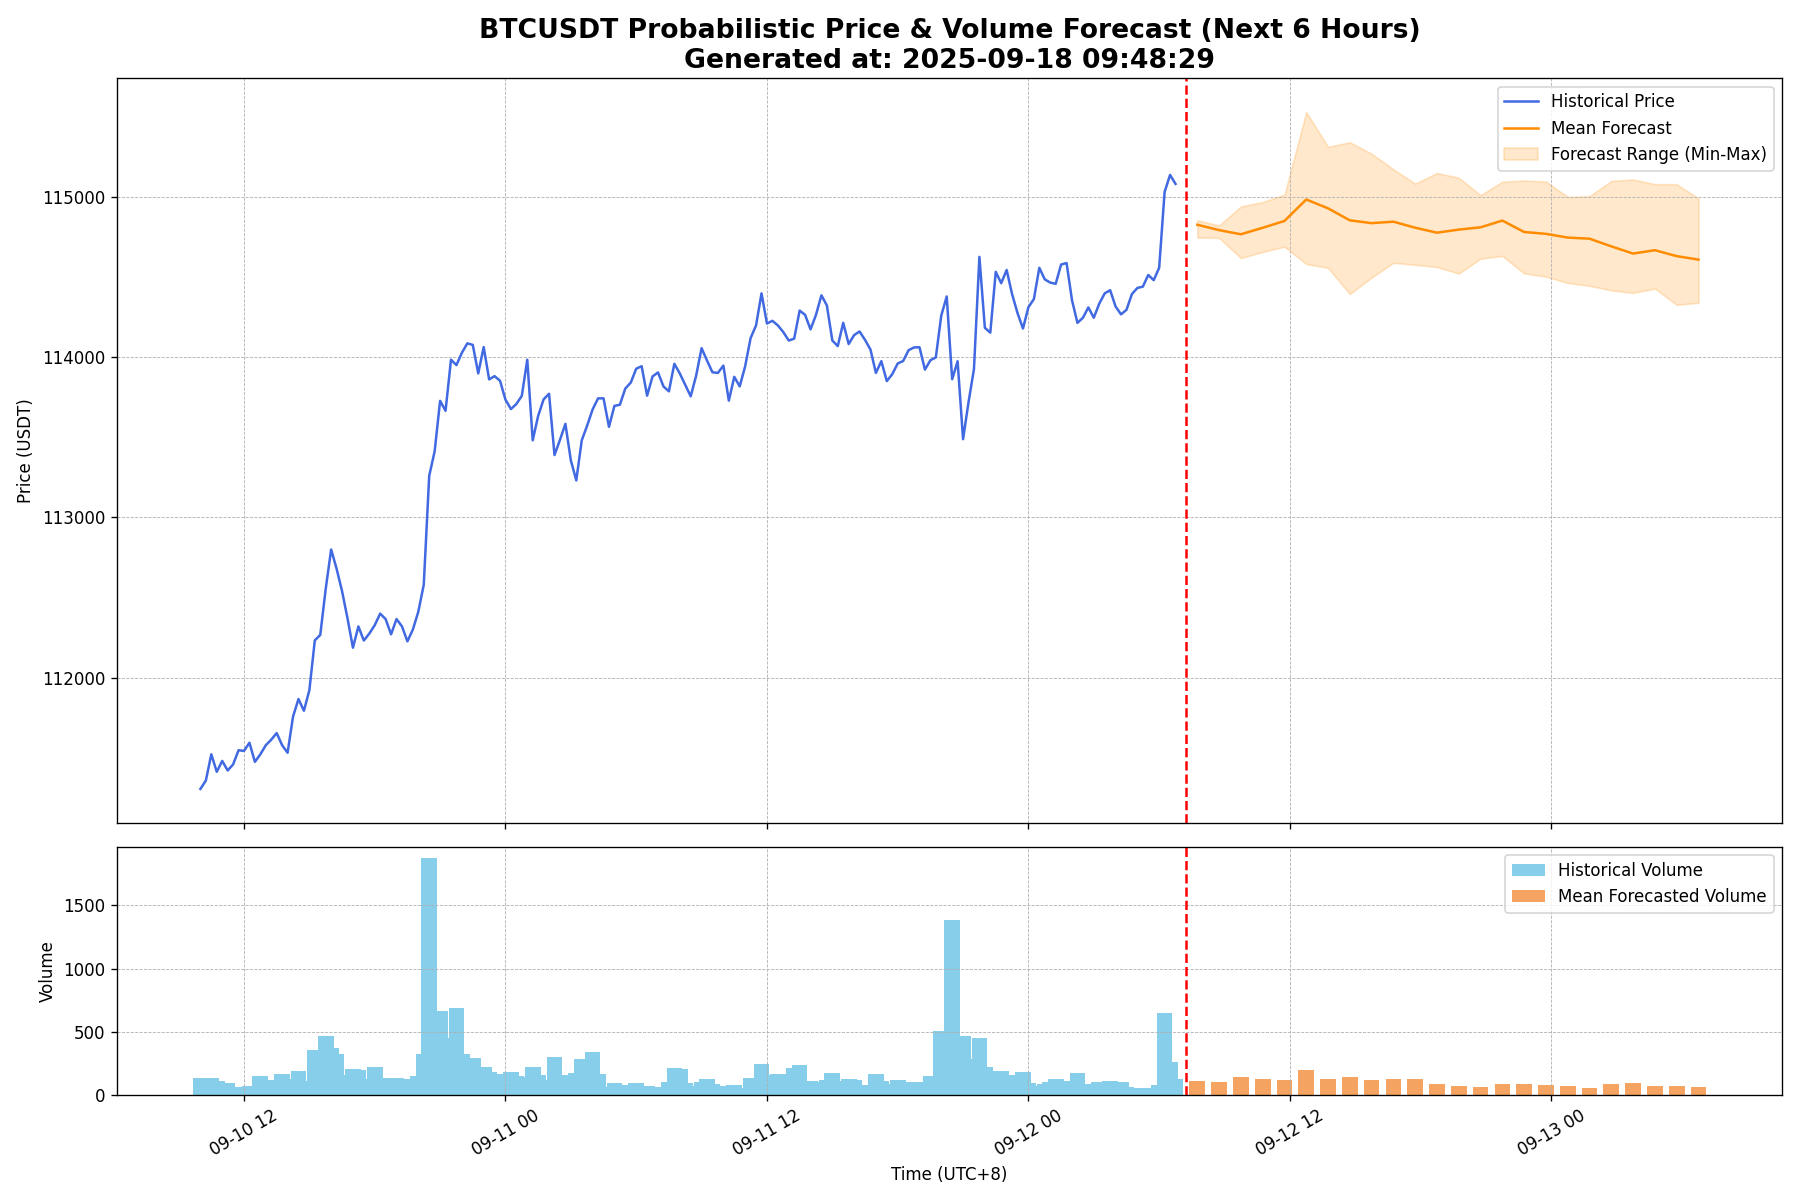 BTCUSDT Probabilistic Price & Volume Forecast (Next 6 Hours)
Generated at: 2025-09-18 09:48:29
Historical Price
Mean Forecast
Forecast Range (Min-Max)
115000
114000
113000
112000
Price (USDT)
Historical Volume
Mean Forecasted Volume
1500
1000
500
0
Volume
09-10 12
09-11 00
09-11 12
09-12 00
09-12 12
09-13 00
Time (UTC+8)